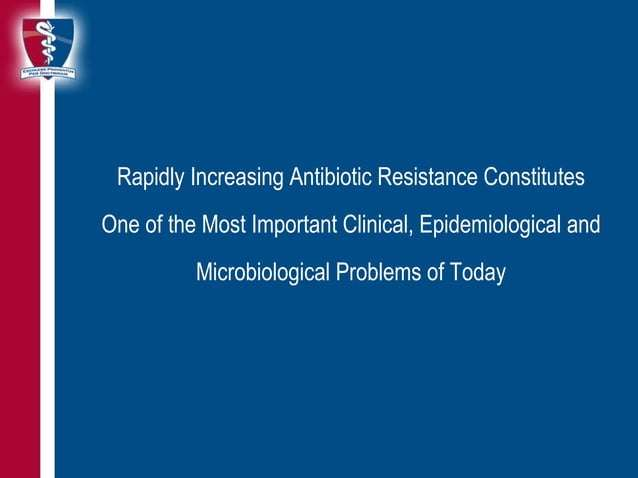 Rapidly Increasing Antibiotic Resistance Constitutes
One of the Most Important Clinical, Epidemiological and
Microbiological Problems of Today